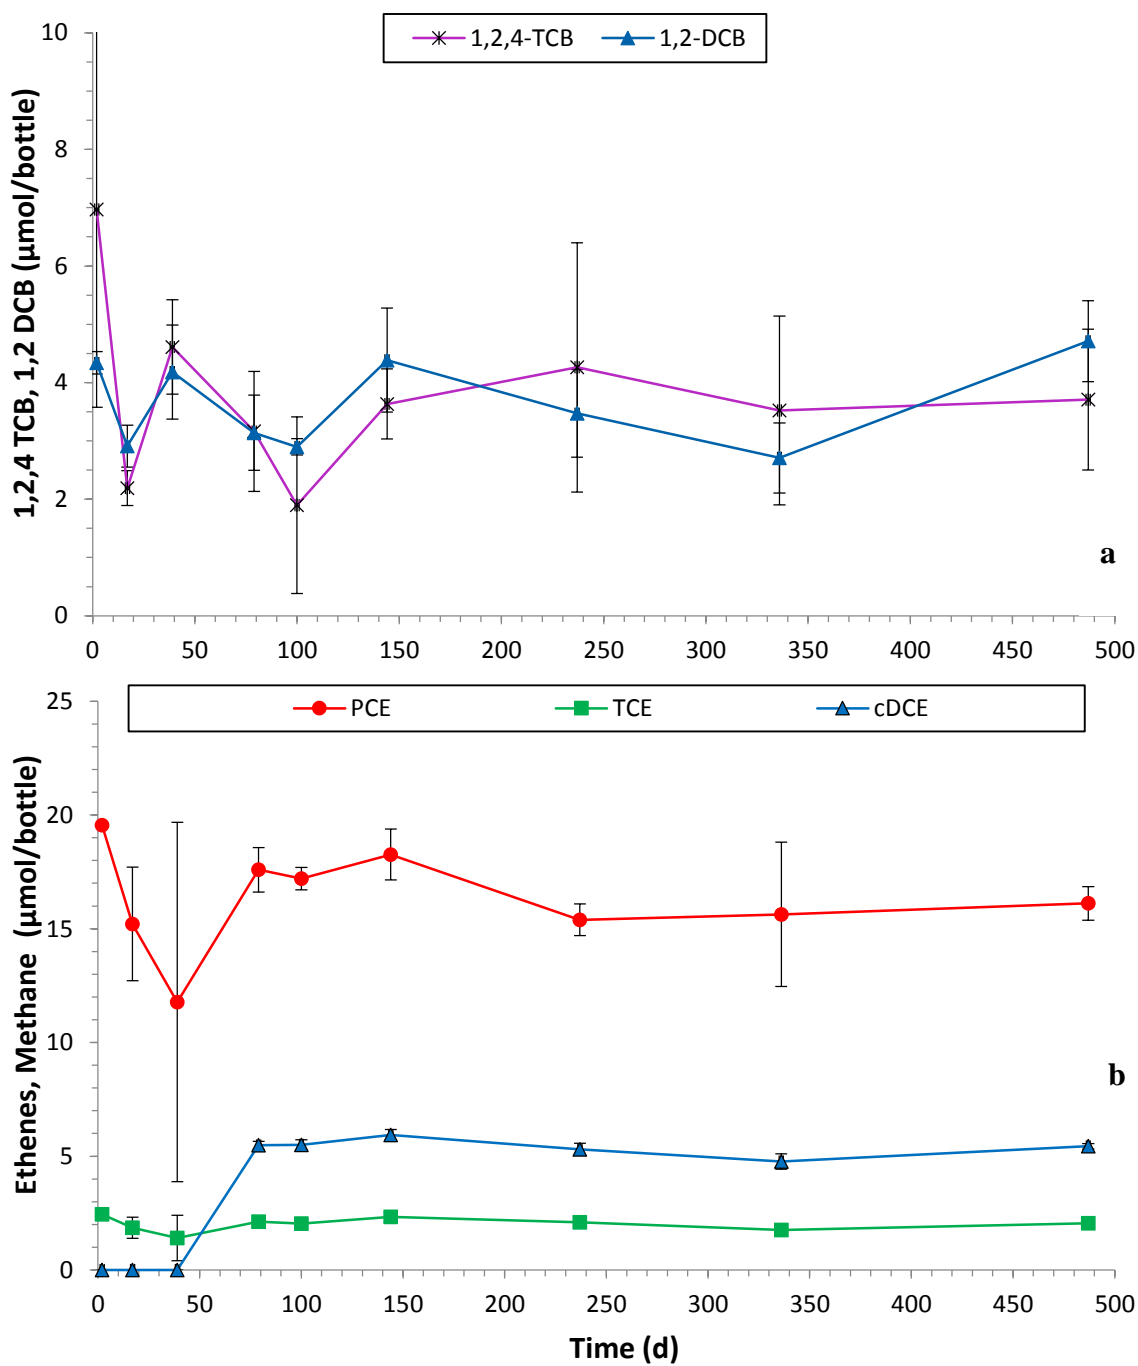 1,2,4-TCB 1,2-DCB
10
8
6
4
2
0
1,2,4 TCB, 1,2 DCB (µmol/bottle)
a
0 50 100 150 200 250 300 350 400 450 500
PCE TCE cDCE
25
20
15
10
5
0
Ethenes, Methane (µmol/bottle)
b
0 50 100 150 200 250 300 350 400 450 500
Time (d)